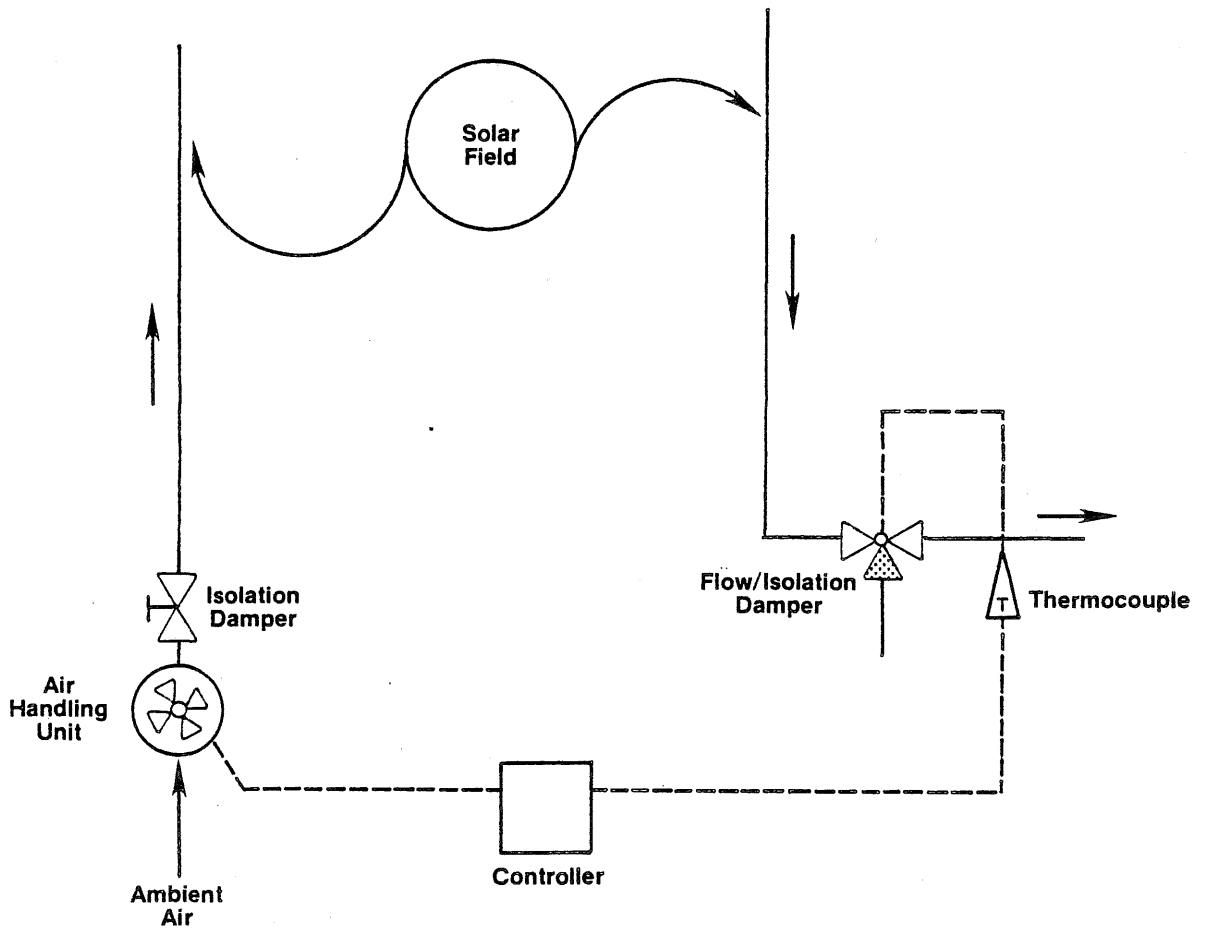 Solar
Field
Isolation
Damper
Flow/Isolation
Damper
T
Thermocouple
Air
Handling
Unit
Controller
Ambient
Air